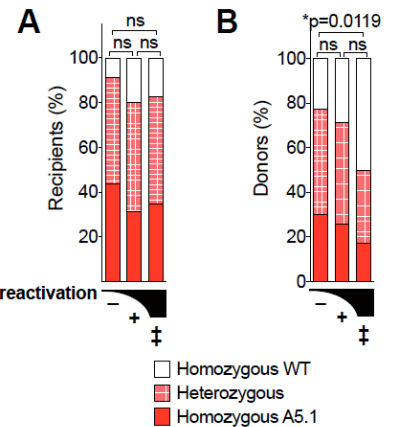 A
ns
ns ns
100
80
60
40
20
Recipients (%)
B
*p=0.0119
ns ns
100
80
60
40
20
0
Donors (%)
reactivation
− + ‡
− + ‡
Homozygous WT
Heterozygous
Homozygous A5.1